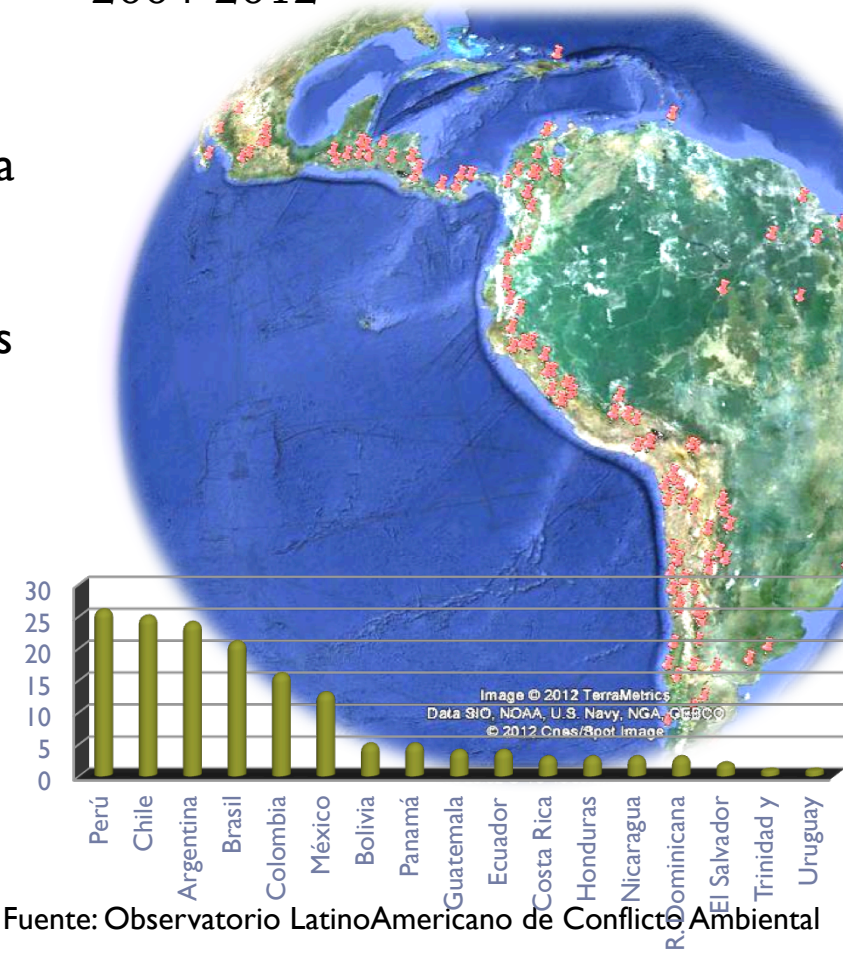 a
s
Image © 2012 TerraMetrics
Data SIO, NOAA, U.S. Navy, NGA, GEBCO
© 2012 Cnes/Spot Image
30
25
20
15
10
5
0
Perú
Chile
Argentina
Brasil
Colombia
México
Bolivia
Panamá
Guatemala
Ecuador
Costa Rica
Honduras
Nicaragua
R. Dominicana
El Salvador
Trinidad y
Uruguay
Fuente: Observatorio LatinoAmericano de Conflicto Ambiental